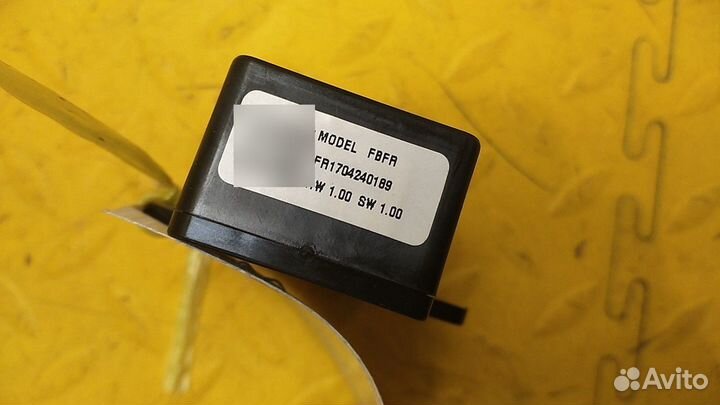 MODEL FBFR
FR1704240189
W 1.00 SW 1.00
Avito